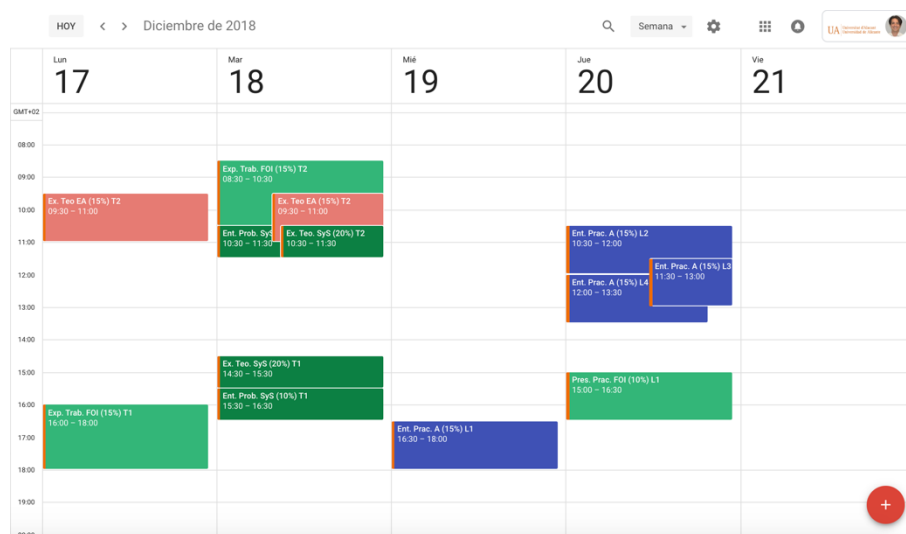 HOY
Diciembre de 2018
Semana
UA
Lun
17
Mar
18
Mié
19
Jue
20
Vie
21
GMT+02
08:00
09:00
10:00
11:00
12:00
13:00
14:00
15:00
16:00
17:00
18:00
19:00
Ex. Teo EA (15%) T2
09:30 – 11:00
Exp. Trab. FOI (15%) T1
16:00 – 18:00
Exp. Trab. FOI (15%) T2
08:30 – 10:30
Ex. Teo EA (15%) T2
09:30 – 11:00
Ent. Prob. SyS
10:30 – 11:30
Ex. Teo. SyS (20%) T2
10:30 – 11:30
Ex. Teo. SyS (20%) T1
14:30 – 15:30
Ent. Prob. SyS (10%) T1
15:30 – 16:30
Ent. Prac. A (15%) L1
16:30 – 18:00
Ent. Prac. A (15%) L2
10:30 – 12:00
Ent. Prac. A (15%) L3
11:30 – 13:00
Ent. Prac. A (15%) L4
12:00 – 13:30
Pres. Prac. FOI (10%) L1
15:00 – 16:30
+